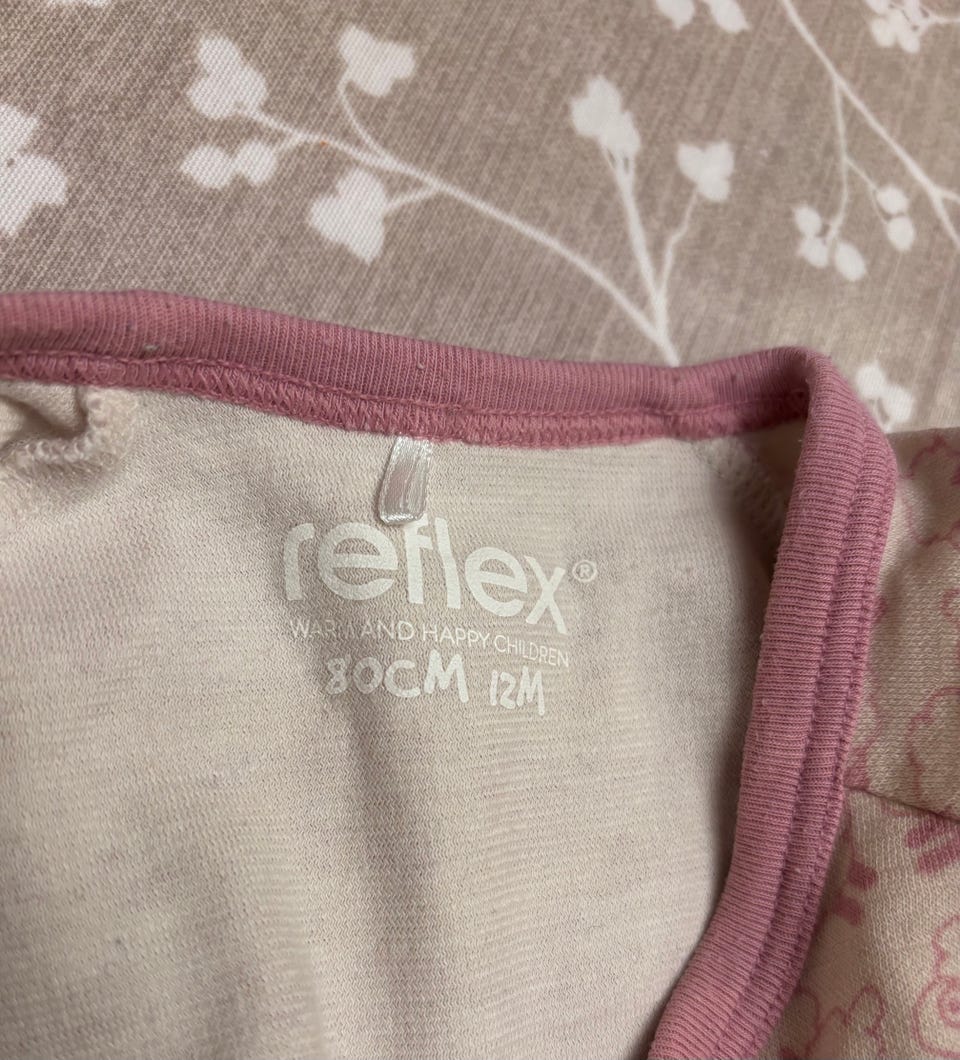 reflex®
WARM AND HAPPY CHILDREN
80CM 12M